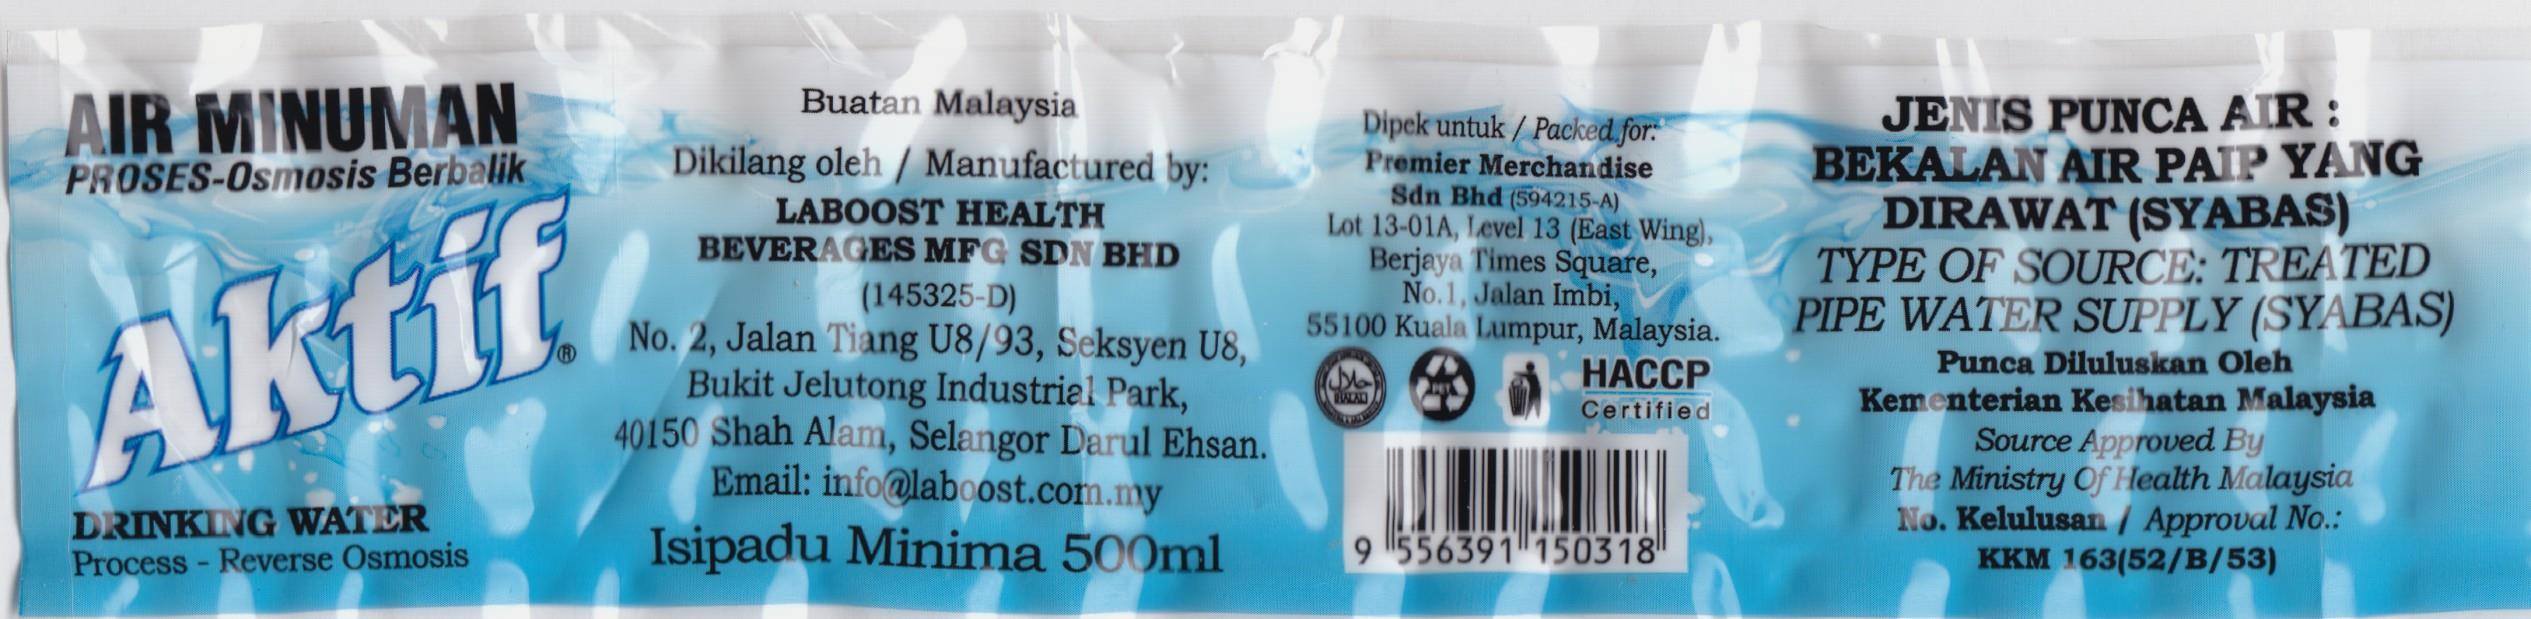 AIR MINUMAN
PROSES-Osmosis Berbalik
Aktif®
DRINKING WATER
Process - Reverse Osmosis
Buatan Malaysia
Dikilang oleh / Manufactured by:
LABOOST HEALTH
BEVERAGES MFG SDN BHD
(145325-D)
No. 2, Jalan Tiang U8/93, Seksyen U8,
Bukit Jelutong Industrial Park,
40150 Shah Alam, Selangor Darul Ehsan.
Email: info@laboost.com.my
Isipadu Minima 500ml
Dipek untuk / Packed for:
Premier Merchandise
Sdn Bhd (594215-A)
Lot 13-01A, Level 13 (East Wing),
Berjaya Times Square,
No.1, Jalan Imbi,
55100 Kuala Lumpur, Malaysia.
حلال
HALAL
HACCP
Certified
9 556391 150318
JENIS PUNCA AIR :
BEKALAN AIR PAIP YANG
DIRAWAT (SYABAS)
TYPE OF SOURCE: TREATED
PIPE WATER SUPPLY (SYABAS)
Punca Diluluskan Oleh
Kementerian Kesihatan Malaysia
Source Approved By
The Ministry Of Health Malaysia
No. Kelulusan / Approval No.:
KKM 163(52/B/53)